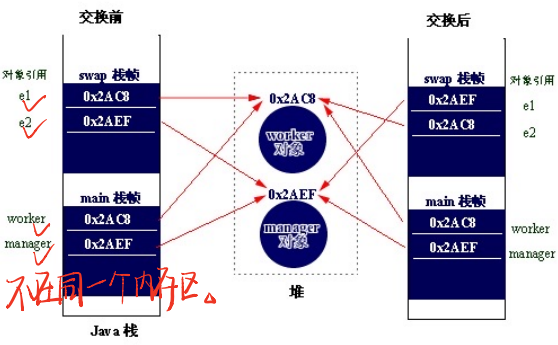 交换前
交换后
对象引用
swap 栈帧
e1
0x2AC8
e2
0x2AEF
main 栈帧
worker
0x2AC8
manager
0x2AEF
不在同一个内存区。
Java 栈
0x2AC8
worker
对象
0x2AEF
manager
对象
堆
swap 栈帧
对象引用
0x2AEF
e1
0x2AC8
e2
main 栈帧
0x2AC8
worker
0x2AEF
manager